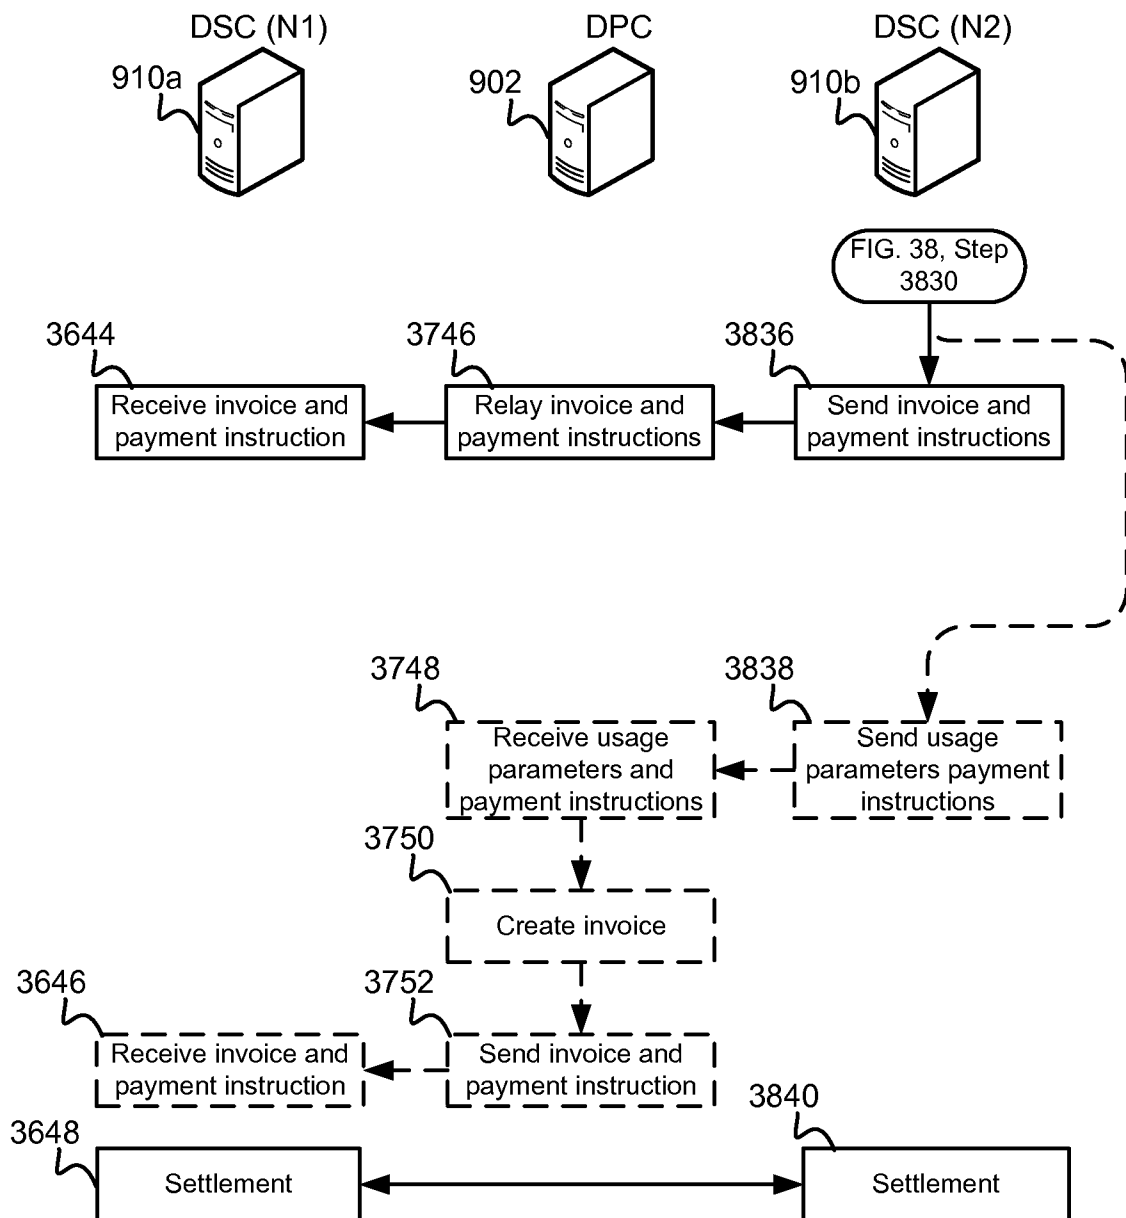 DSC (N1)
DPC
DSC (N2)
910a
902
910b
FIG. 38, Step
3830
3644
3746
3836
Receive invoice and
payment instruction
Relay invoice and
payment instructions
Send invoice and
payment instructions
3748
3838
Receive usage
parameters and
payment instructions
Send usage
parameters payment
instructions
3750
Create invoice
3646
3752
Receive invoice and
payment instruction
Send invoice and
payment instruction
3648
3840
Settlement
Settlement